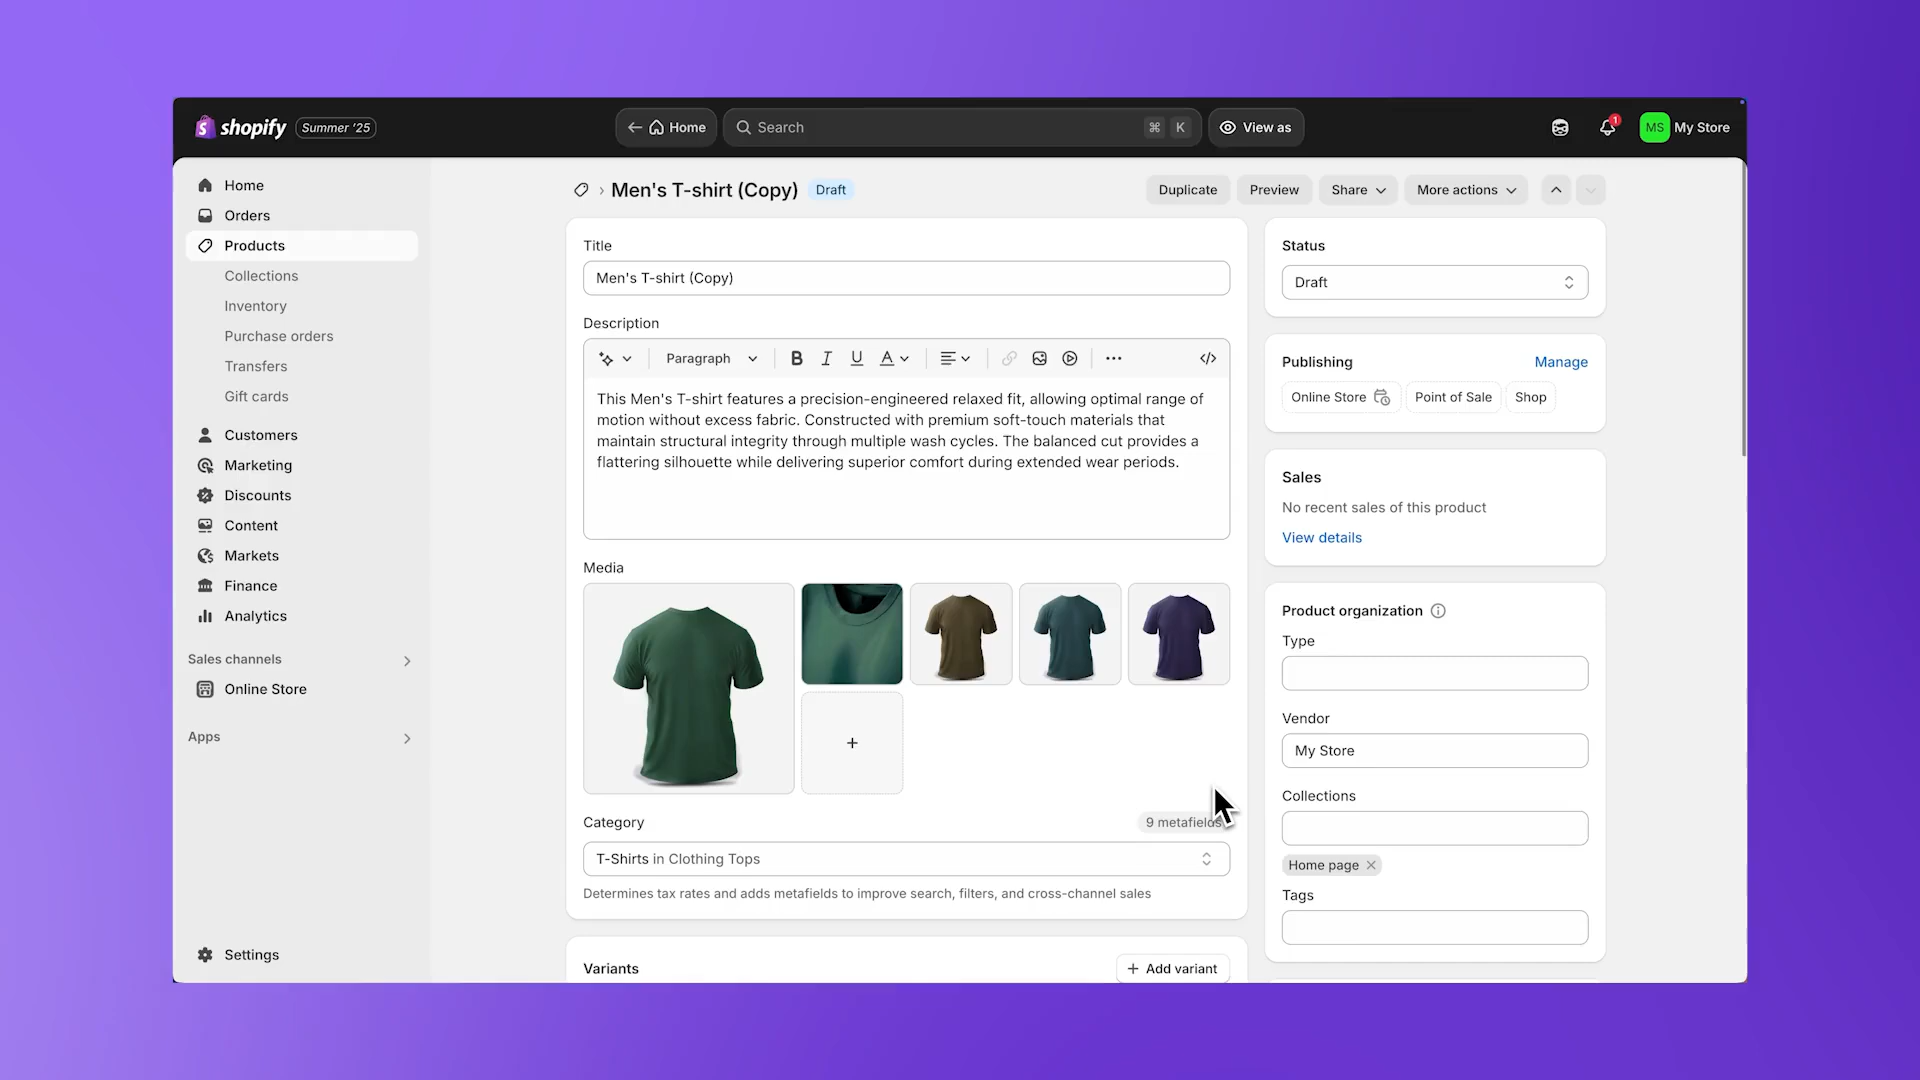 shopify Summer '25
Home
Search
⌘ K
View as
1
MS My Store
Home
Orders
Products
Collections
Inventory
Purchase orders
Transfers
Gift cards
Customers
Marketing
Discounts
Content
Markets
Finance
Analytics
Sales channels
Online Store
Apps
Settings
Men's T-shirt (Copy) Draft
Duplicate
Preview
Share
More actions
Title
Men's T-shirt (Copy)
Description
Paragraph B I U A
This Men's T-shirt features a precision-engineered relaxed fit, allowing optimal range of
motion without excess fabric. Constructed with premium soft-touch materials that
maintain structural integrity through multiple wash cycles. The balanced cut provides a
flattering silhouette while delivering superior comfort during extended wear periods.
Media
Category
9 metafields
T-Shirts in Clothing Tops
Determines tax rates and adds metafields to improve search, filters, and cross-channel sales
Variants
Add variant
Status
Draft
Publishing
Manage
Online Store
Point of Sale
Shop
Sales
No recent sales of this product
View details
Product organization
Type
Vendor
My Store
Collections
Home page
Tags